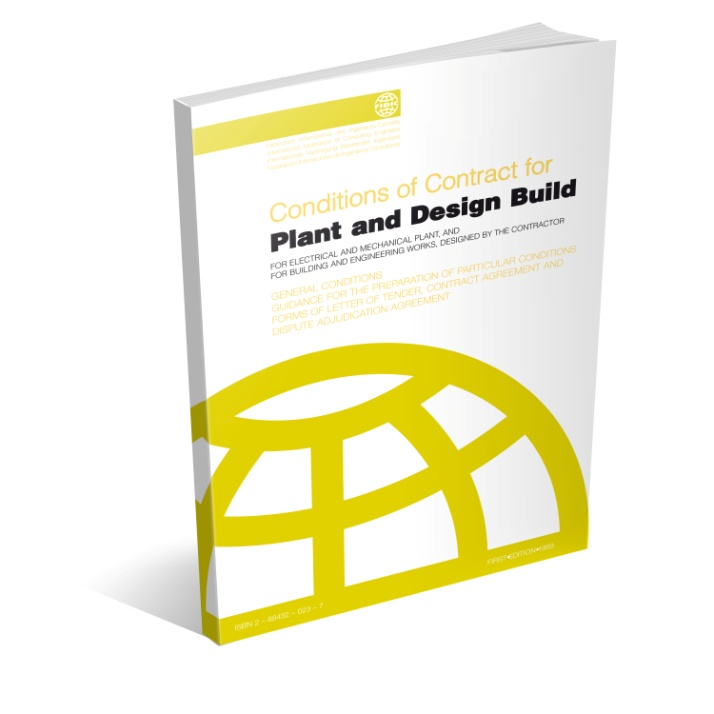 FIDIC
Conditions of Contract for
Plant and Design Build
FOR ELECTRICAL AND MECHANICAL PLANT, AND
FOR BUILDING AND ENGINEERING WORKS, DESIGNED BY THE CONTRACTOR
GENERAL CONDITIONS
GUIDANCE FOR THE PREPARATION OF PARTICULAR CONDITIONS
FORMS OF LETTER OF TENDER, CONTRACT AGREEMENT AND
DISPUTE ADJUDICATION AGREEMENT
FIRST EDITION 1999
ISBN 2 – 88432 – 023 – 7